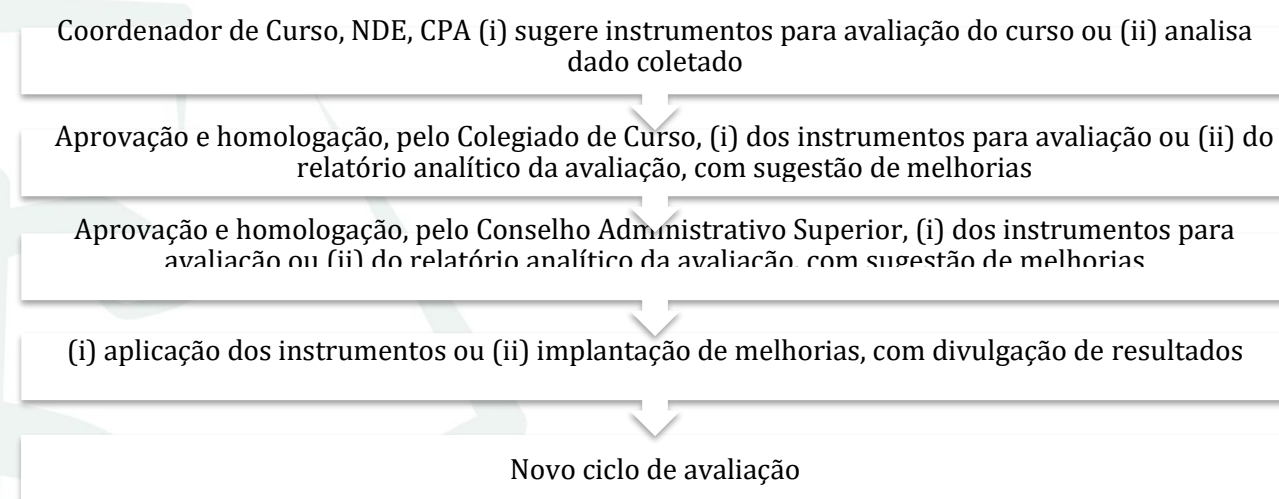 Coordenador de Curso, NDE, CPA (i) sugere instrumentos para avaliação do curso ou (ii) analisa
dado coletado
Aprovação e homologação, pelo Colegiado de Curso, (i) dos instrumentos para avaliação ou (ii) do
relatório analítico da avaliação, com sugestão de melhorias
Aprovação e homologação, pelo Conselho Administrativo Superior, (i) dos instrumentos para
avaliação ou (ii) do relatório analítico da avaliação, com sugestão de melhorias
(i) aplicação dos instrumentos ou (ii) implantação de melhorias, com divulgação de resultados
Novo ciclo de avaliação